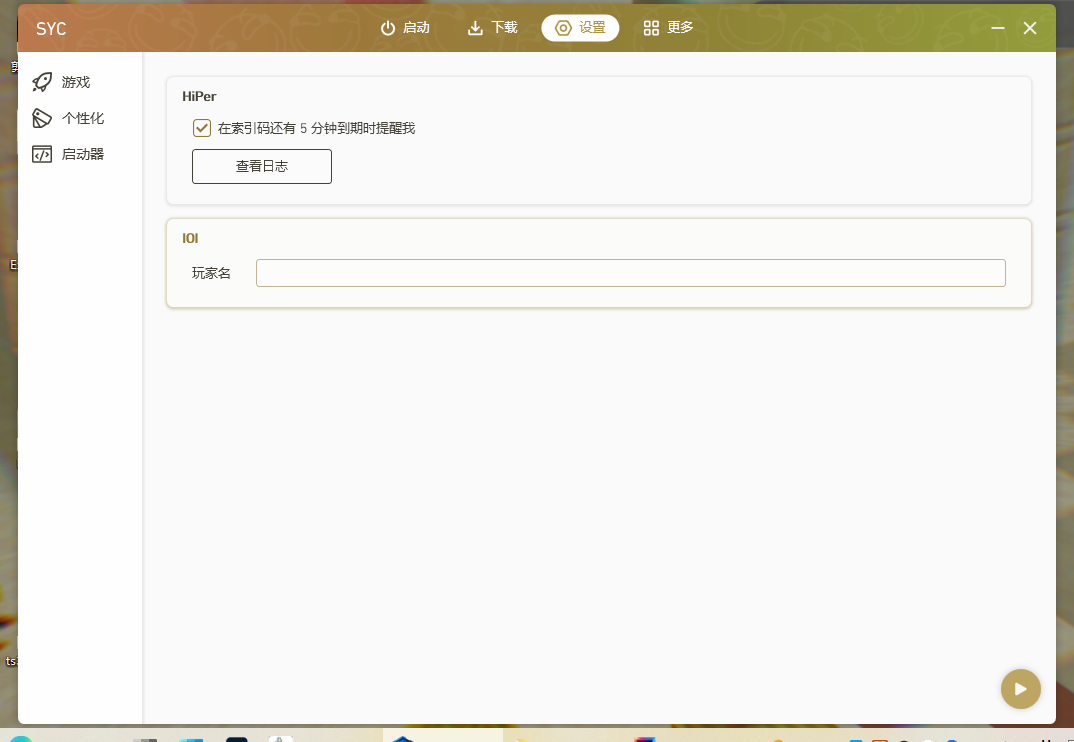 SYC
启动
下载
设置
更多
游戏
个性化
启动器
HiPer
在索引码还有 5 分钟到期时提醒我
查看日志
IOI
玩家名